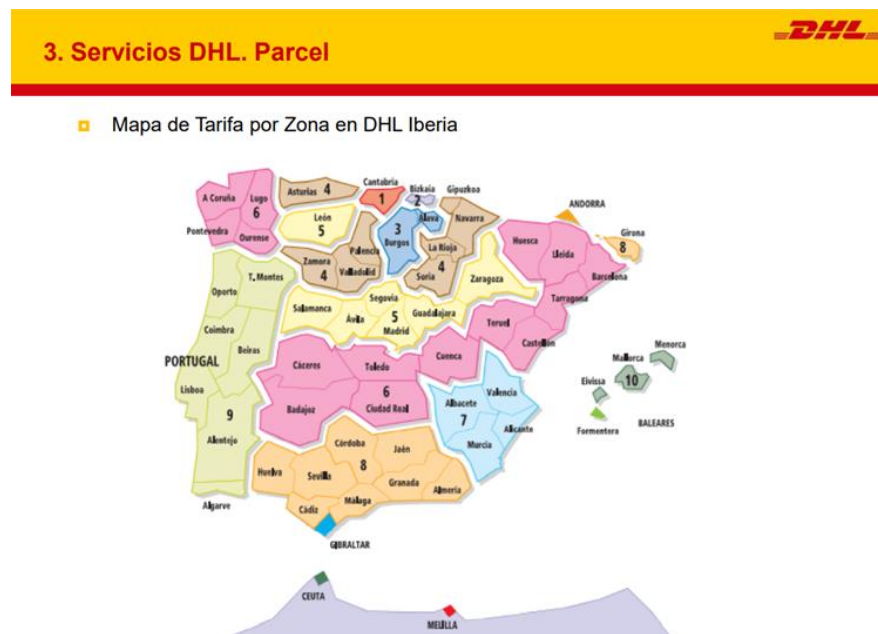 DHL
3. Servicios DHL. Parcel
Mapa de Tarifa por Zona en DHL Iberia
A Coruña
Lugo
6
Pontevedra
Ourense
Asturias 4
Cantabria
1
Bizkaia
2
Gipuzkoa
León
5
3
Burgos
Álava
Navarra
Palencia
La Rioja
4
Soria
Zamora
4
Valladolid
Zaragoza
Huesca
Lleida
Barcelona
Tarragona
ANDORRA
Girona
8
T. Montes
Oporto
Coimbra
Beiras
PORTUGAL
Lisboa
9
Alentejo
Algarve
Salamanca
Ávila
Segovia
5
Madrid
Guadalajara
Teruel
Castellón
Cuenca
Cáceres
Toledo
6
Badajoz
Ciudad Real
Albacete
7
Valencia
Alicante
Murcia
Menorca
Mallorca
10
Eivissa
Formentera
BALEARES
Córdoba
8
Jaén
Huelva
Sevilla
Granada
Almería
Málaga
Cádiz
GIBRALTAR
CEUTA
MELILLA